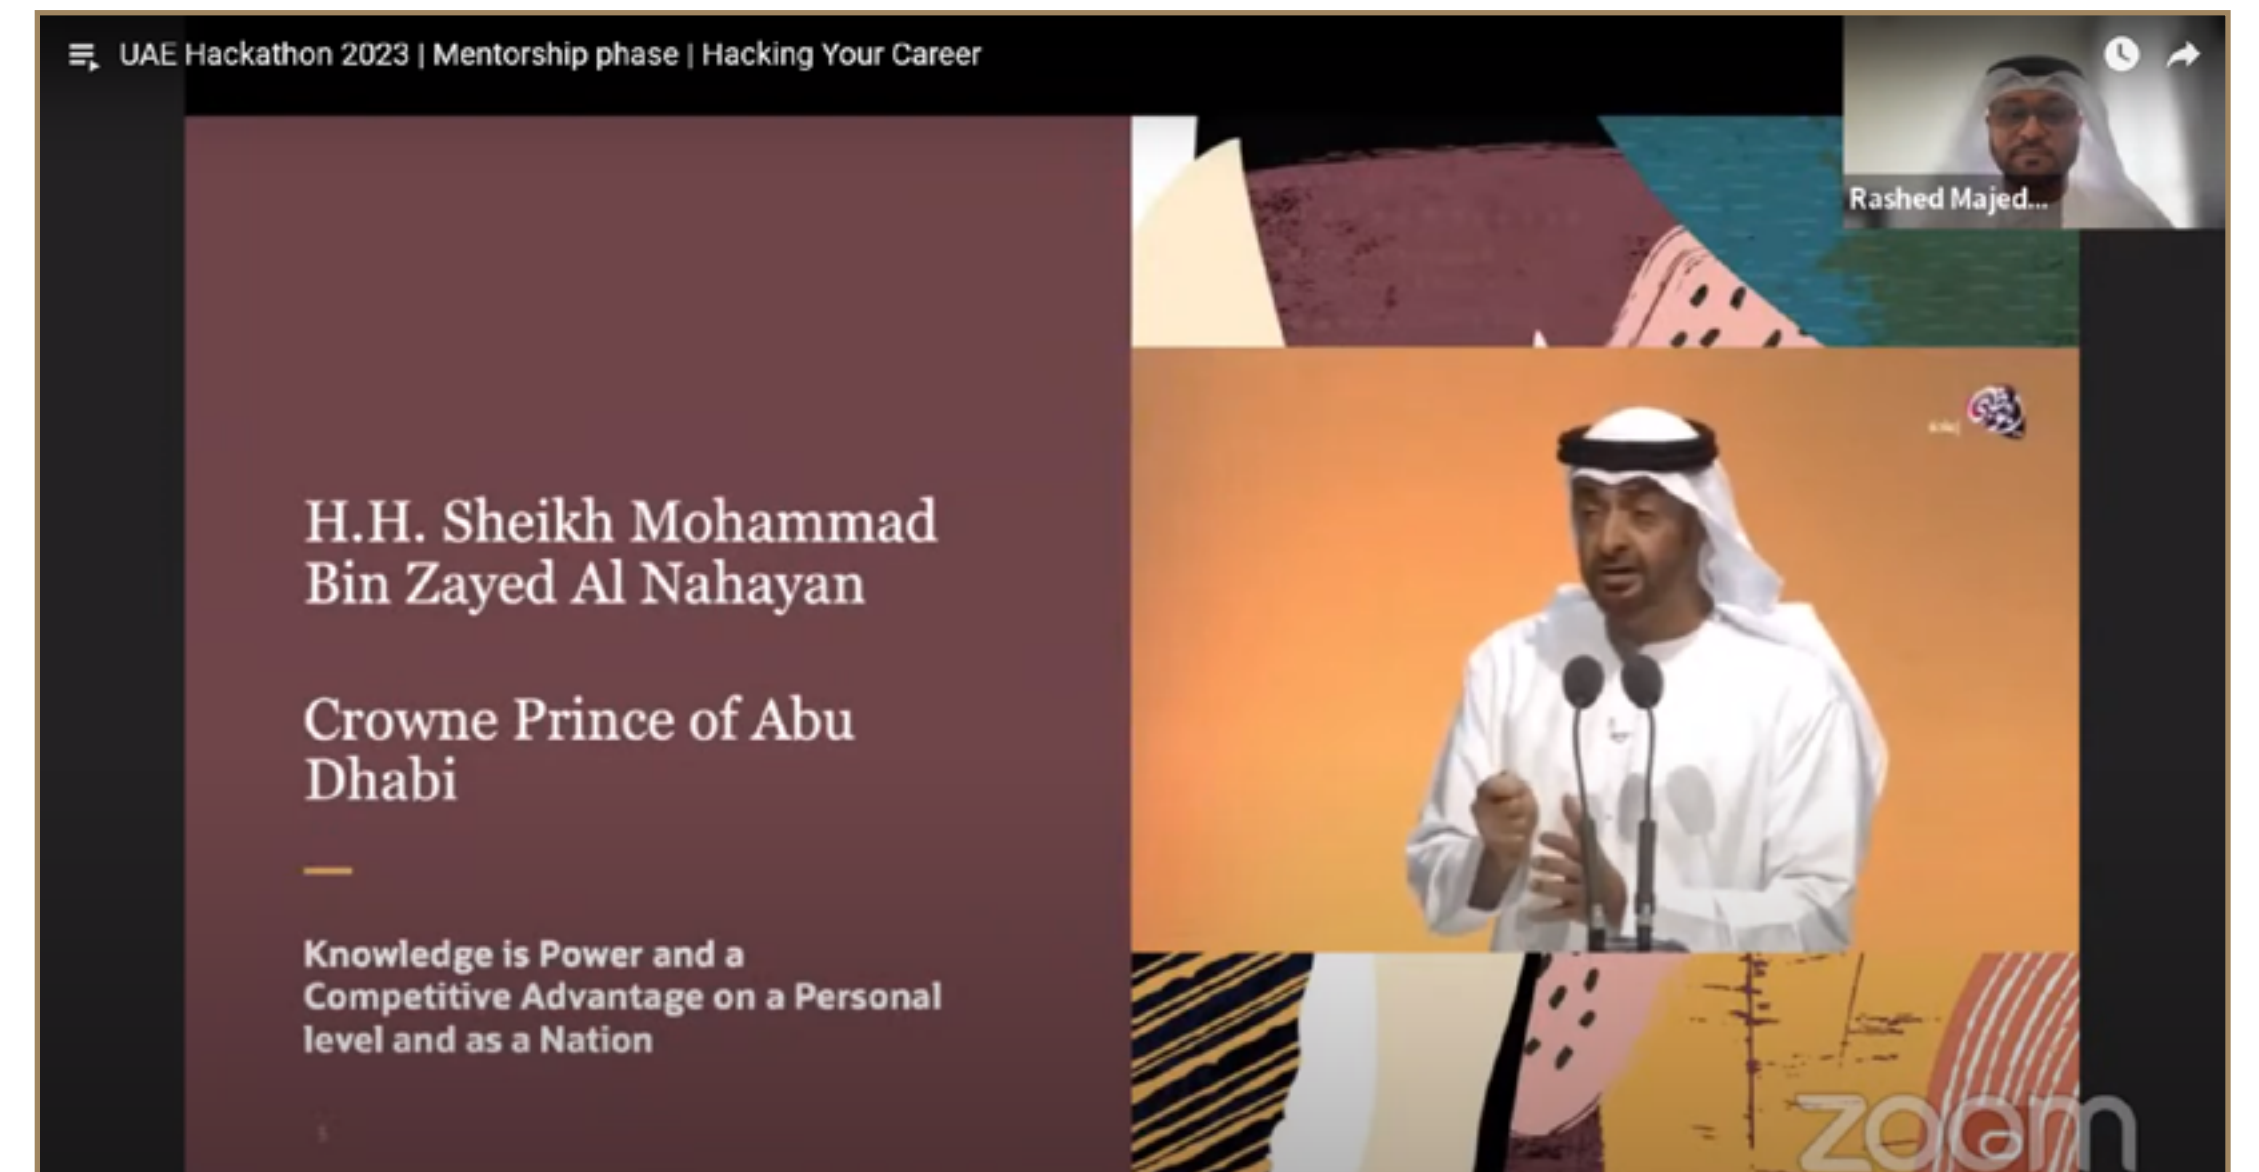 UAE Hackathon 2023 | Mentorship phase | Hacking Your Career
Rashed Majed...
H.H. Sheikh Mohammad
Bin Zayed Al Nahayan
Crowne Prince of Abu
Dhabi
Knowledge is Power and a
Competitive Advantage on a Personal
level and as a Nation
zoom